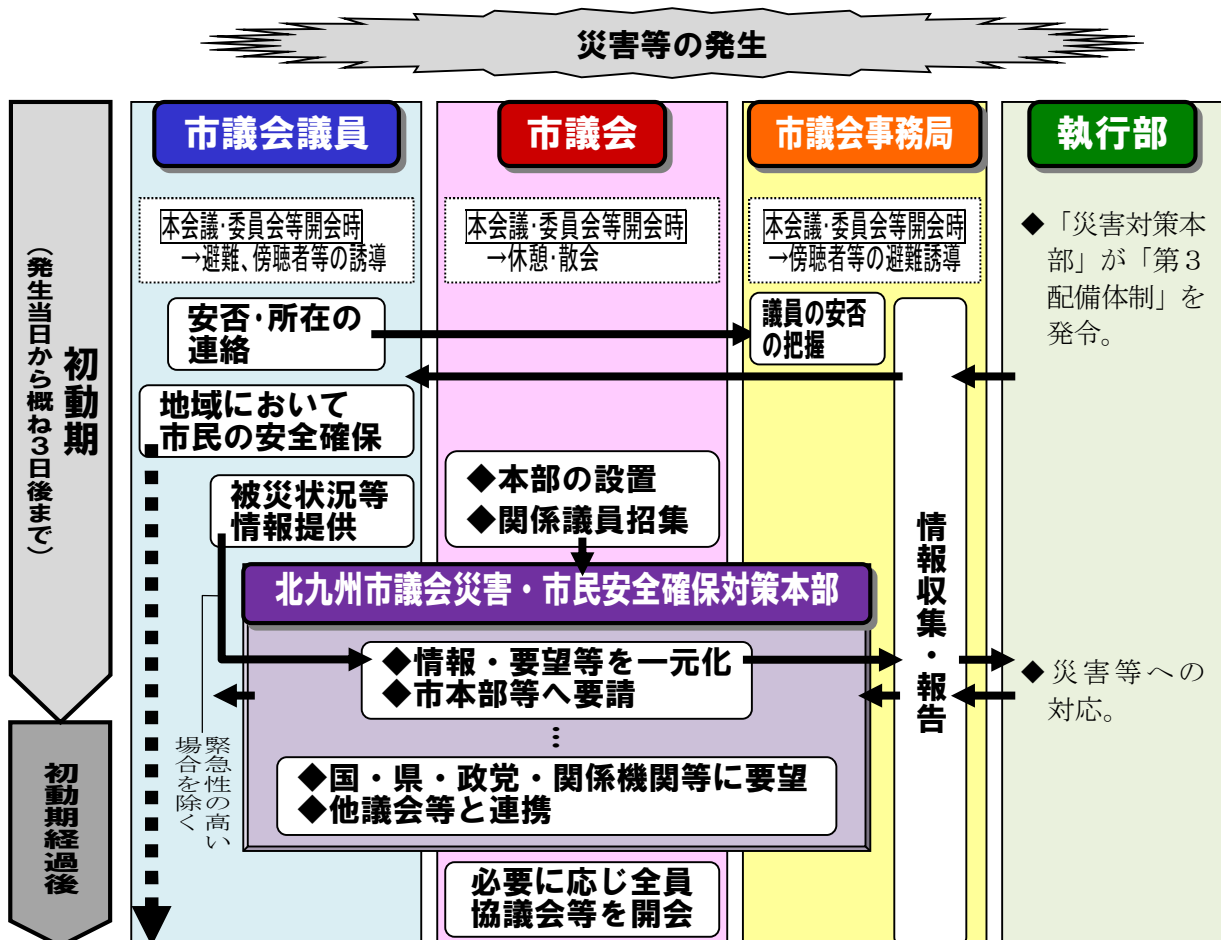 災害等の発生
初動期
（発生当日から概ね３日後まで）
初動期経過後
市議会議員
本会議・委員会等開会時
→避難、傍聴者等の誘導
安否・所在の
連絡
地域において
市民の安全確保
被災状況等
情報提供
緊急性の高い
場合を除く
市議会
本会議・委員会等開会時
→休憩・散会
◆本部の設置
◆関係議員招集
北九州市議会災害・市民安全確保対策本部
◆情報・要望等を一元化
◆市本部等へ要請
…
◆国・県・政党・関係機関等に要望
◆他議会等と連携
必要に応じ全員
協議会等を開会
市議会事務局
本会議・委員会等開会時
→傍聴者等の避難誘導
議員の安否
の把握
情報収集・報告
執行部
◆「災害対策本
部」が「第３
配備体制」を
発令。
◆災害等への
対応。